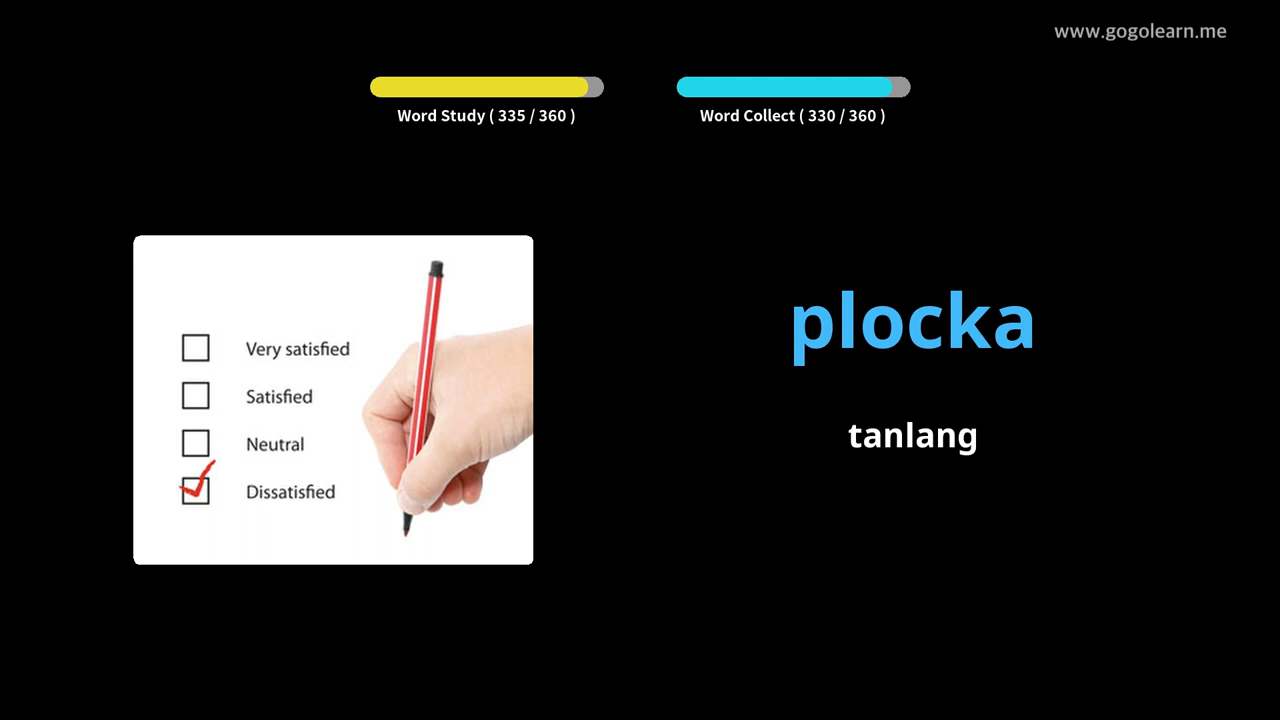 www.gogolearn.me
Word Study ( 335 / 360 )
Word Collect ( 330 / 360 )
plocka
tanlang
Very satisfied
Satisfied
Neutral
Dissatisfied